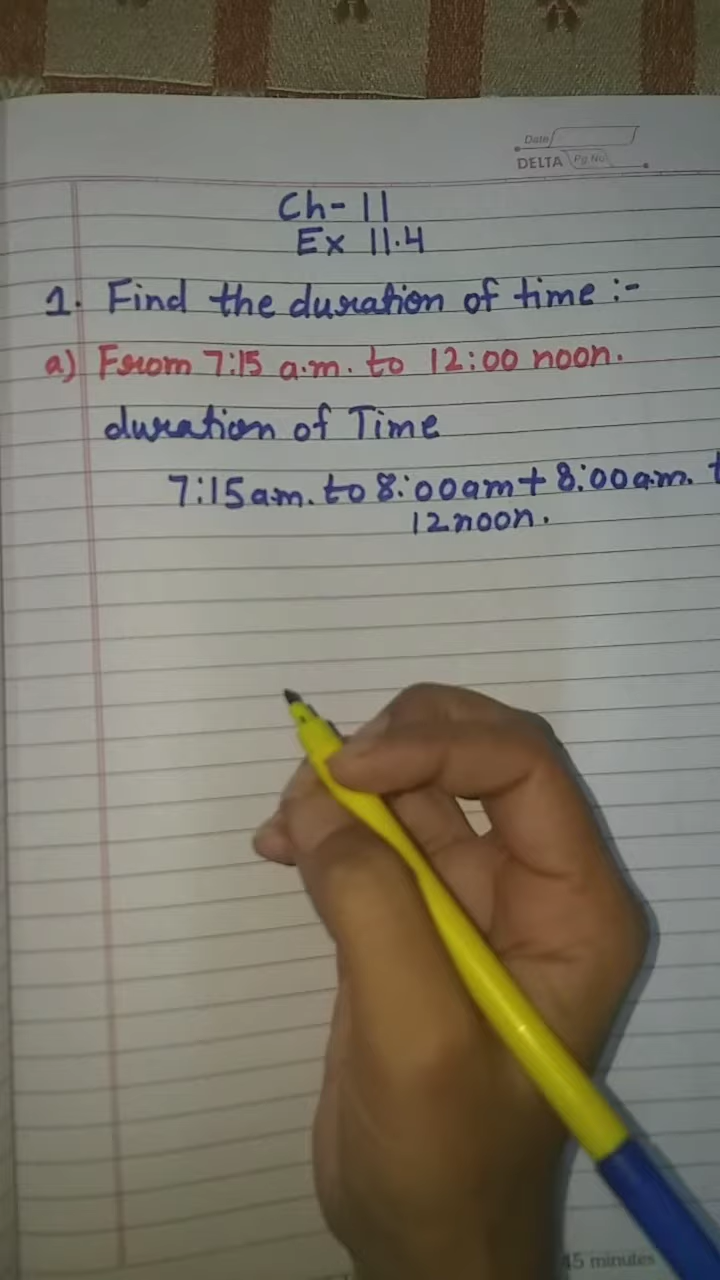 Date
DELTA Pg No
Ch-11
Ex 11.4
1. Find the duration of time :-
a) From 7:15 a.m. to 12:00 noon.
duration of Time
7:15am. to 8:00am + 8:00a.m. t
12noon.
45 minutes